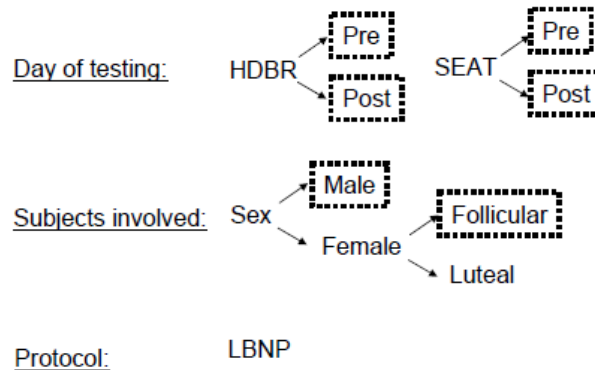 Day of testing: HDBR Pre Post SEAT Pre Post
Subjects involved: Sex Male Female Follicular Luteal
Protocol: LBNP